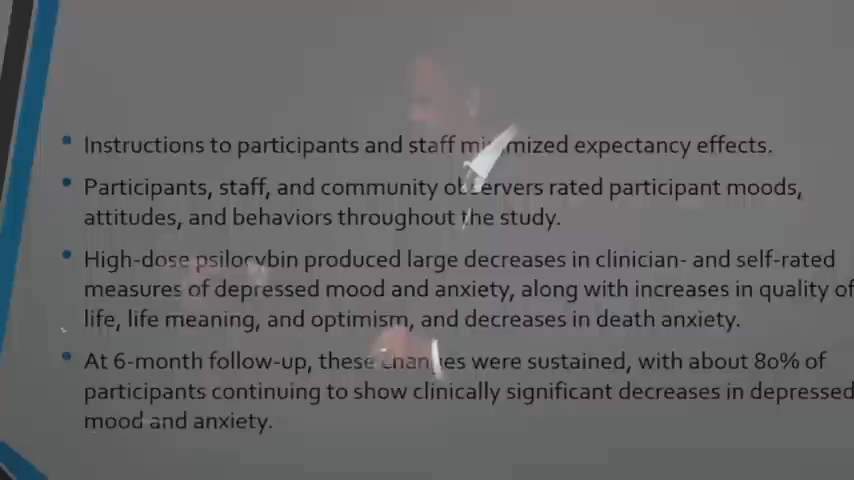 Instructions to participants and staff minimized expectancy effects.
Participants, staff, and community observers rated participant moods,
attitudes, and behaviors throughout the study.
High-dose psilocybin produced large decreases in clinician- and self-rated
measures of depressed mood and anxiety, along with increases in quality of
life, life meaning, and optimism, and decreases in death anxiety.
At 6-month follow-up, these changes were sustained, with about 80% of
participants continuing to show clinically significant decreases in depressed
mood and anxiety.